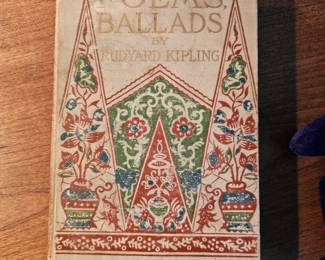 POEMS,
BALLADS
BY
RUDYARD KIPLING